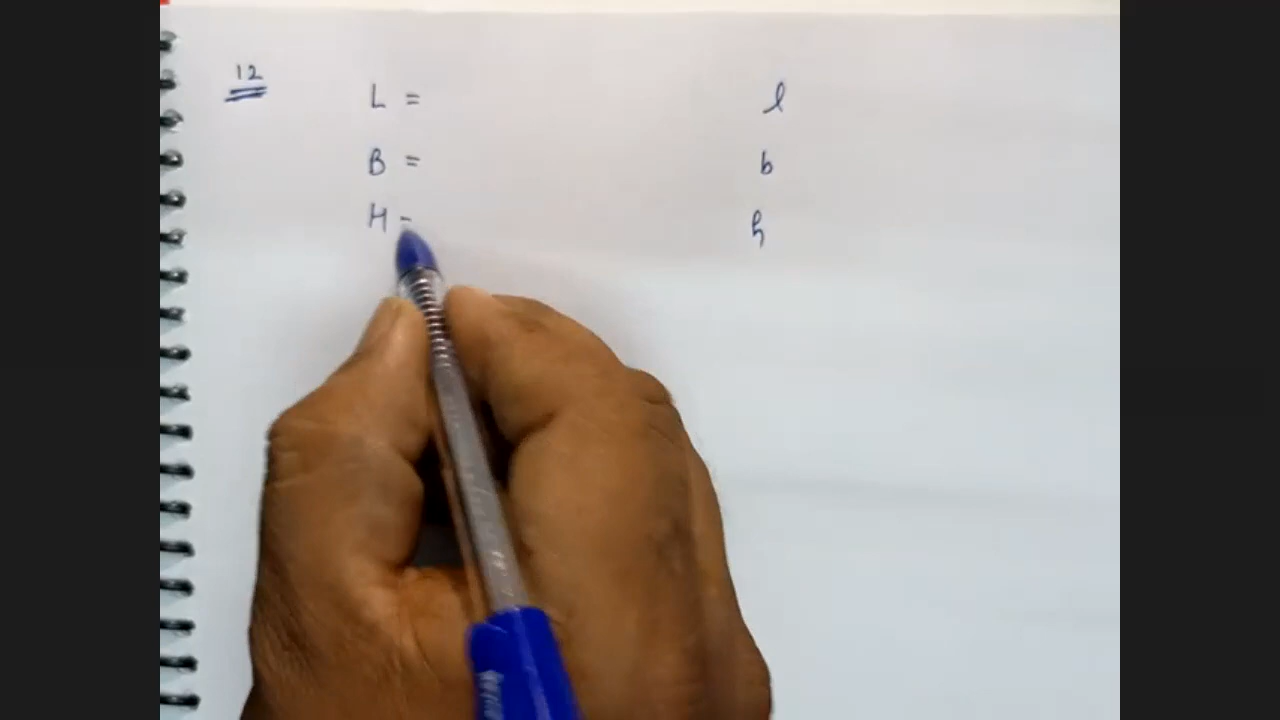 12
L = l
B = b
H = h